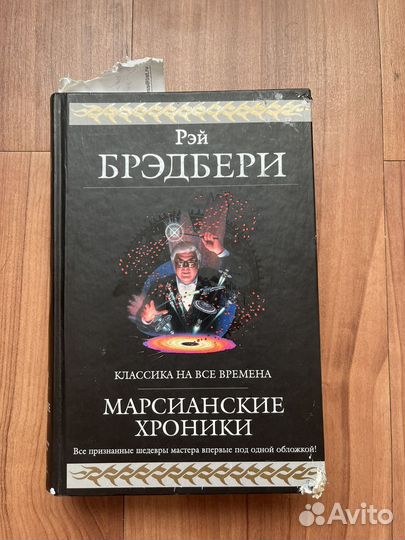 Рэй
БРЭДБЕРИ
КЛАССИКА НА ВСЕ ВРЕМЕНА
МАРСИАНСКИЕ
ХРОНИКИ
Все признанные шедевры мастера впервые под одной обложкой!
Avito